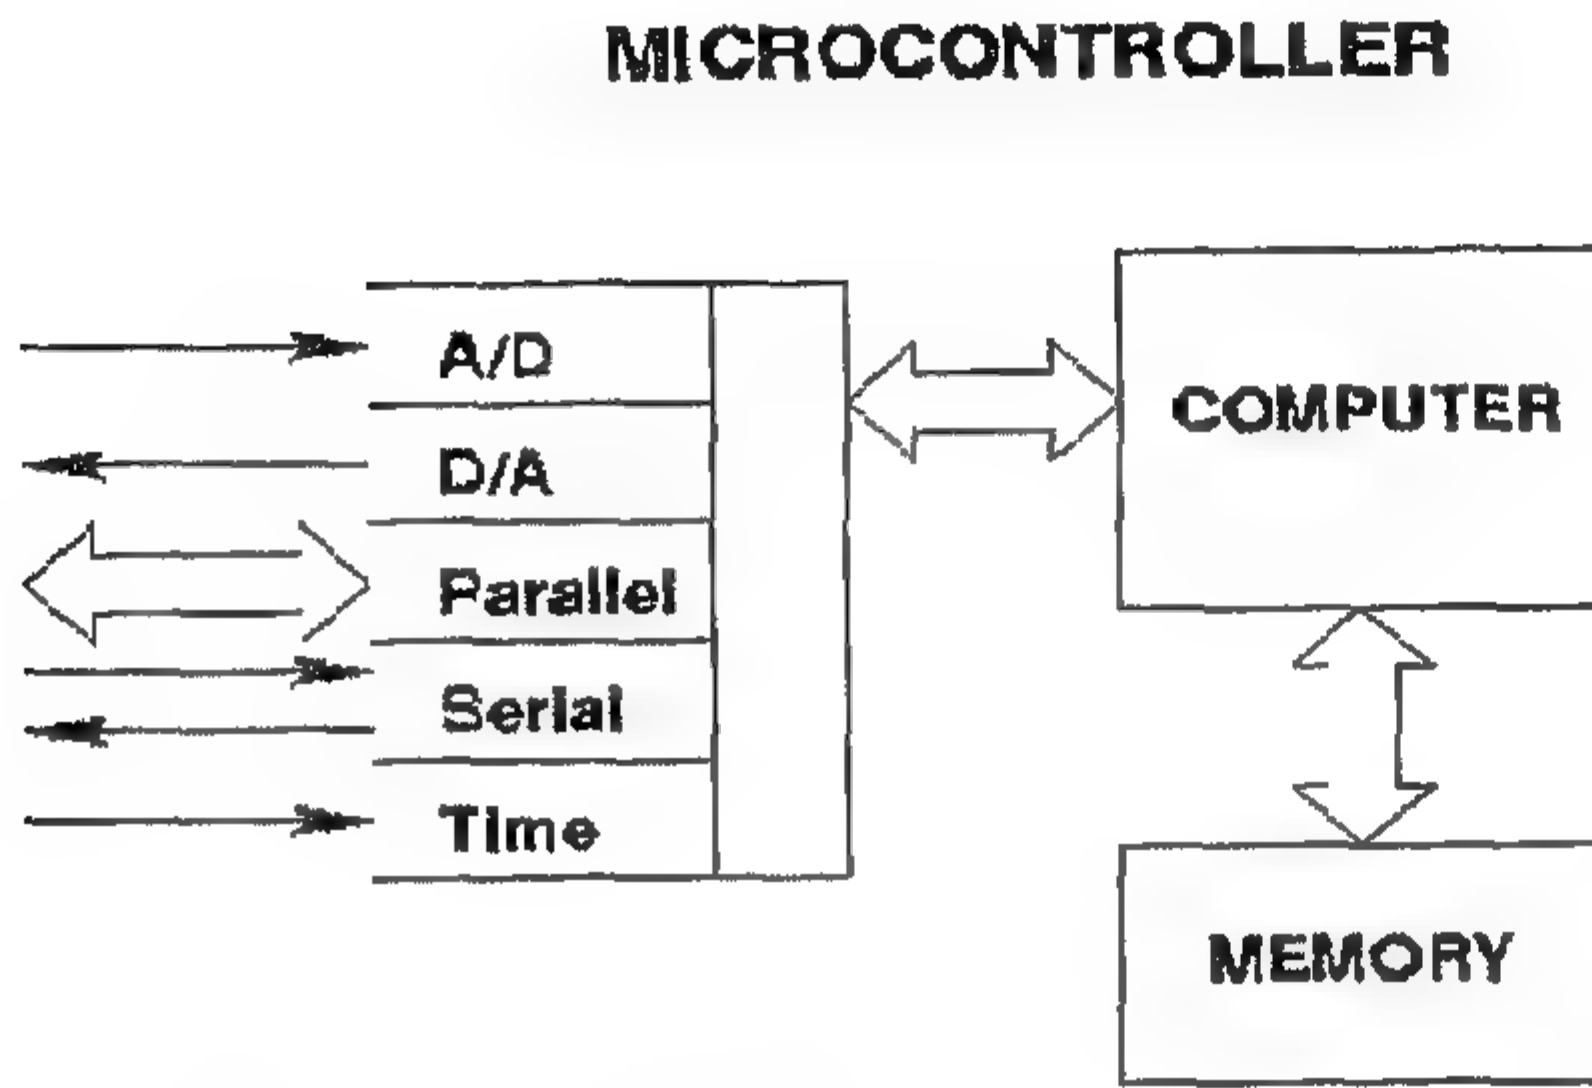 MICROCONTROLLER
A/D
D/A
Parallel
Serial
Time
COMPUTER
MEMORY